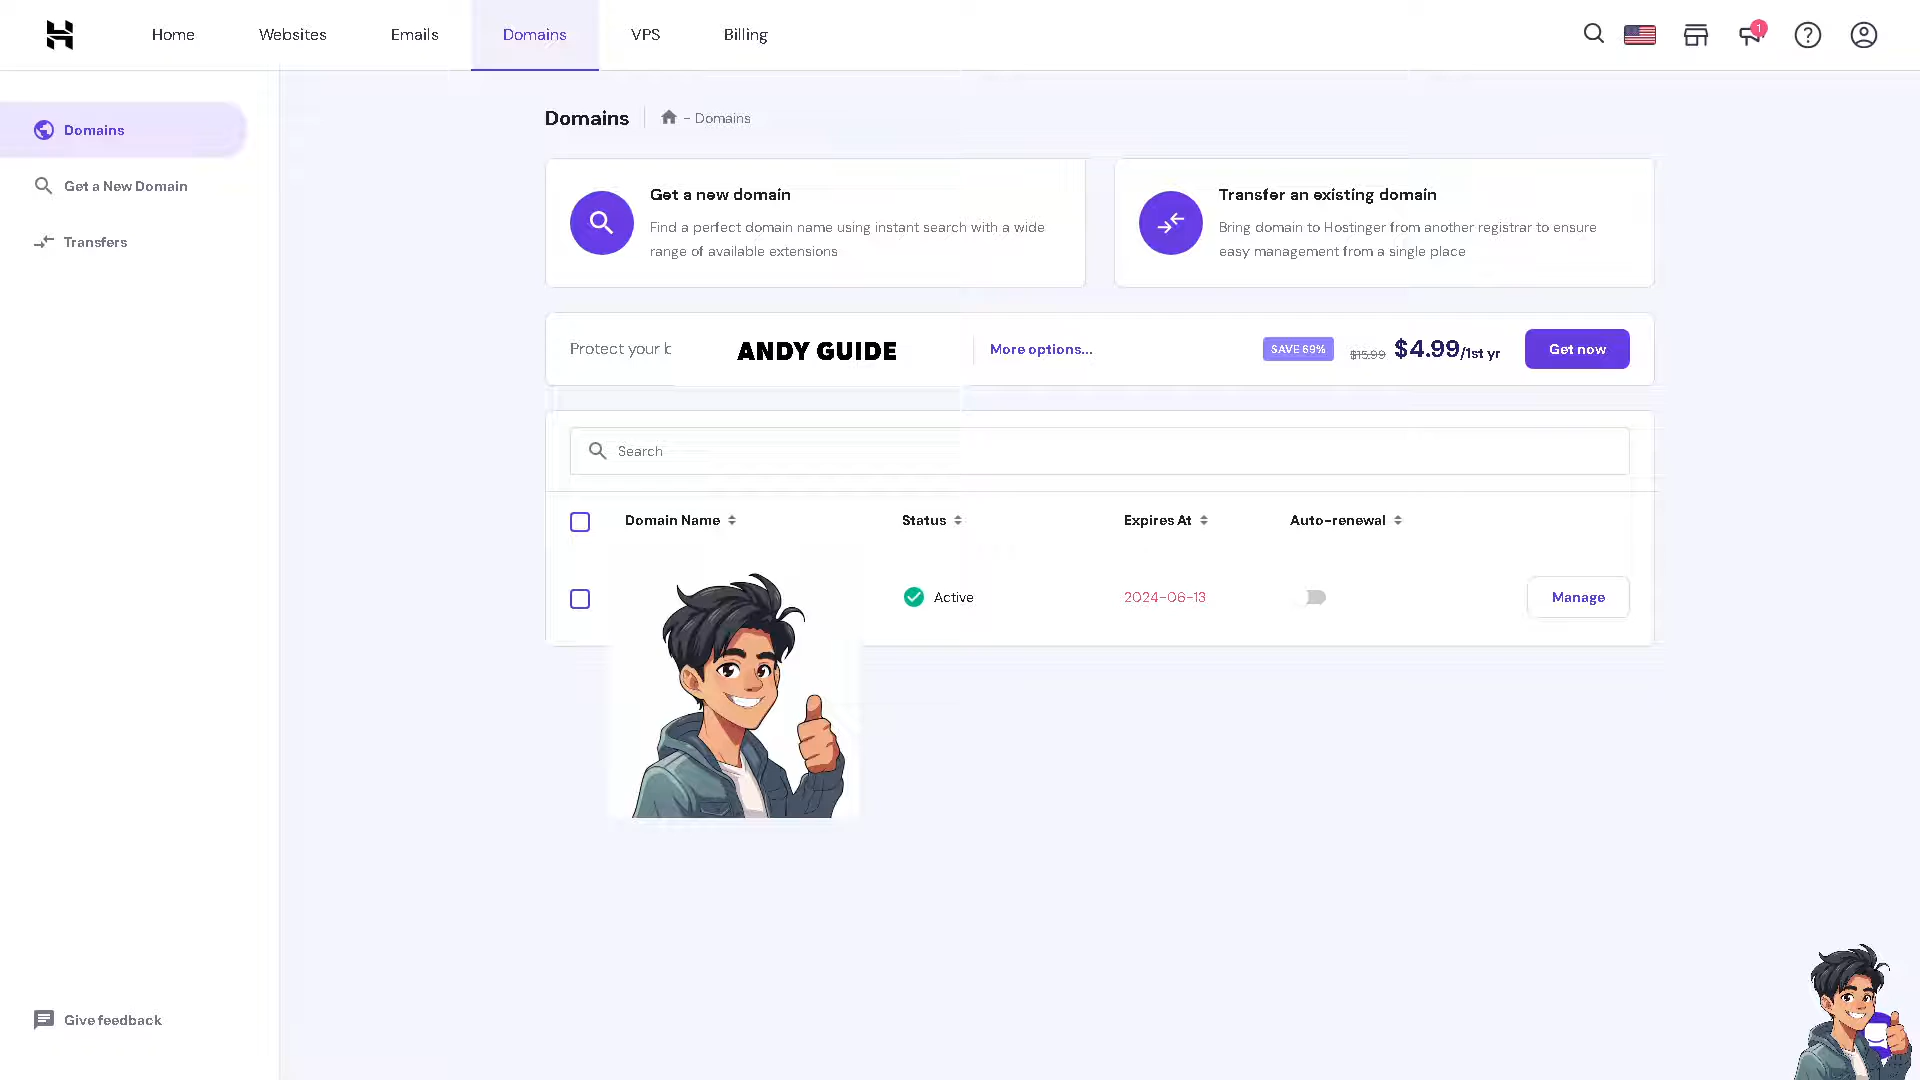 Home Websites Emails Domains VPS Billing 1
Domains
Get a New Domain
Transfers
Domains - Domains
Get a new domain
Find a perfect domain name using instant search with a wide
range of available extensions
Transfer an existing domain
Bring domain to Hostinger from another registrar to ensure
easy management from a single place
Protect your ANDY GUIDE More options... SAVE 69% $15.99 $4.99/1st yr Get now
Search
Domain Name Status Expires At Auto-renewal
Active 2024-06-13 Manage
Give feedback